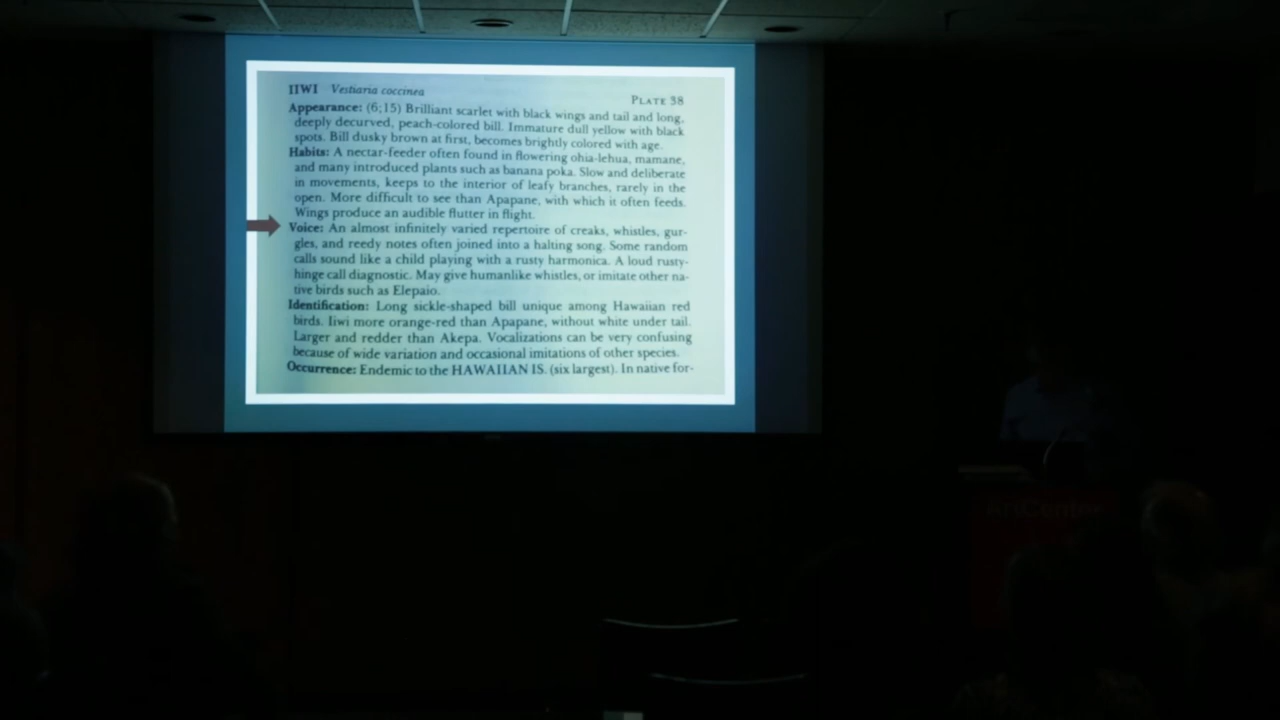 IIWI Vestiaria coccinea
PLATE 38
Appearance: (6;15) Brilliant scarlet with black wings and tail and long,
deeply decurved, peach-colored bill. Immature dull yellow with black
spots. Bill dusky brown at first, becomes brightly colored with age.
Habits: A nectar-feeder often found in flowering ohia-lehua, mamane,
and many introduced plants such as banana poka. Slow and deliberate
in movements, keeps to the interior of leafy branches, rarely in the
open. More difficult to see than Apapane, with which it often feeds.
Wings produce an audible flutter in flight.
Voice: An almost infinitely varied repertoire of creaks, whistles, gur-
gles, and reedy notes often joined into a halting song. Some random
calls sound like a child playing with a rusty harmonica. A loud rusty-
hinge call diagnostic. May give humanlike whistles, or imitate other na-
tive birds such as Elepaio.
Identification: Long sickle-shaped bill unique among Hawaiian red
birds. Iiwi more orange-red than Apapane, without white under tail.
Larger and redder than Akepa. Vocalizations can be very confusing
because of wide variation and occasional imitations of other species.
Occurrence: Endemic to the HAWAIIAN IS. (six largest). In native for-
ArtCenter